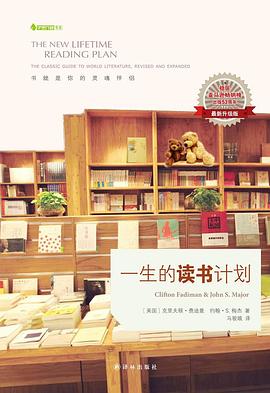 THE NEW LIFETIME
READING PLAN
THE CLASSIC GUIDE TO WORLD LITERATURE, REVISED AND EXPANDED
书就是你的灵魂伴侣
畅销
最新升级版
一生的读书计划
Clifton Fadiman & John S. Major
[美国] 克里夫顿·费迪曼 约翰·S.梅杰 著
马骏娥 译
译林出版社